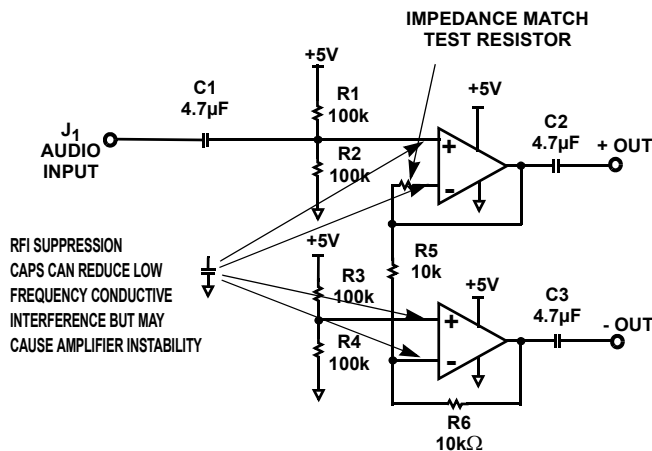 IMPEDANCE MATCH
TEST RESISTOR
+5V
C1
4.7µF
R1
100k
+5V
C2
4.7µF
+ OUT
J1
AUDIO
INPUT
R2
100k
+
-
RFI SUPPRESSION
CAPS CAN REDUCE LOW
FREQUENCY CONDUCTIVE
INTERFERENCE BUT MAY
CAUSE AMPLIFIER INSTABILITY
+5V
R5
10k
R3
100k
+5V
C3
4.7µF
- OUT
R4
100k
+
-
R6
10kΩ